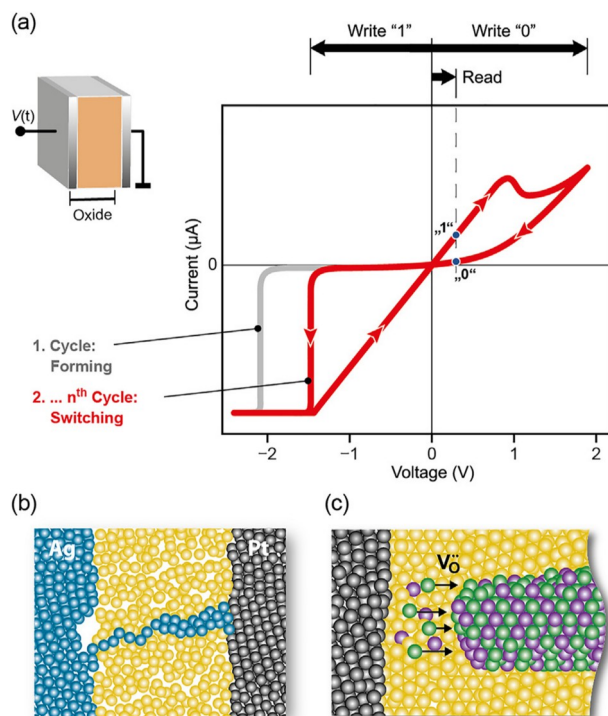 (a)
Write "1" Write "0"
Read
V(t)
Oxide
Current (µA)
0
„1“
„0“
1. Cycle:
Forming
2. ... nth Cycle:
Switching
−2 −1 0 1 2
Voltage (V)
(b)
(c)
Ag
Pt
V̈O